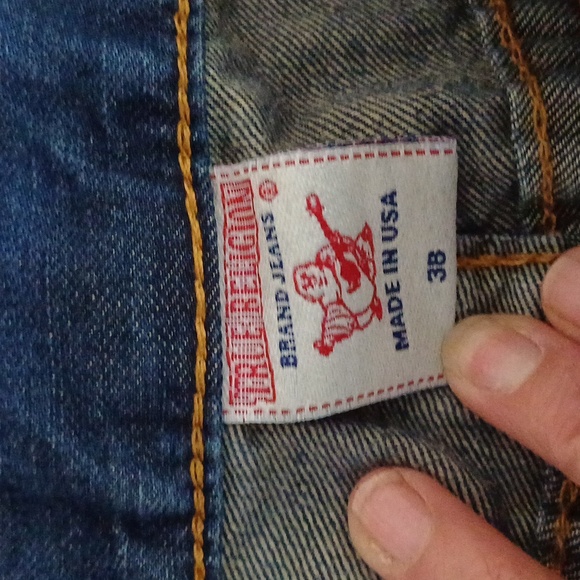 TRUE RELIGION ®
BRAND JEANS
MADE IN USA
38